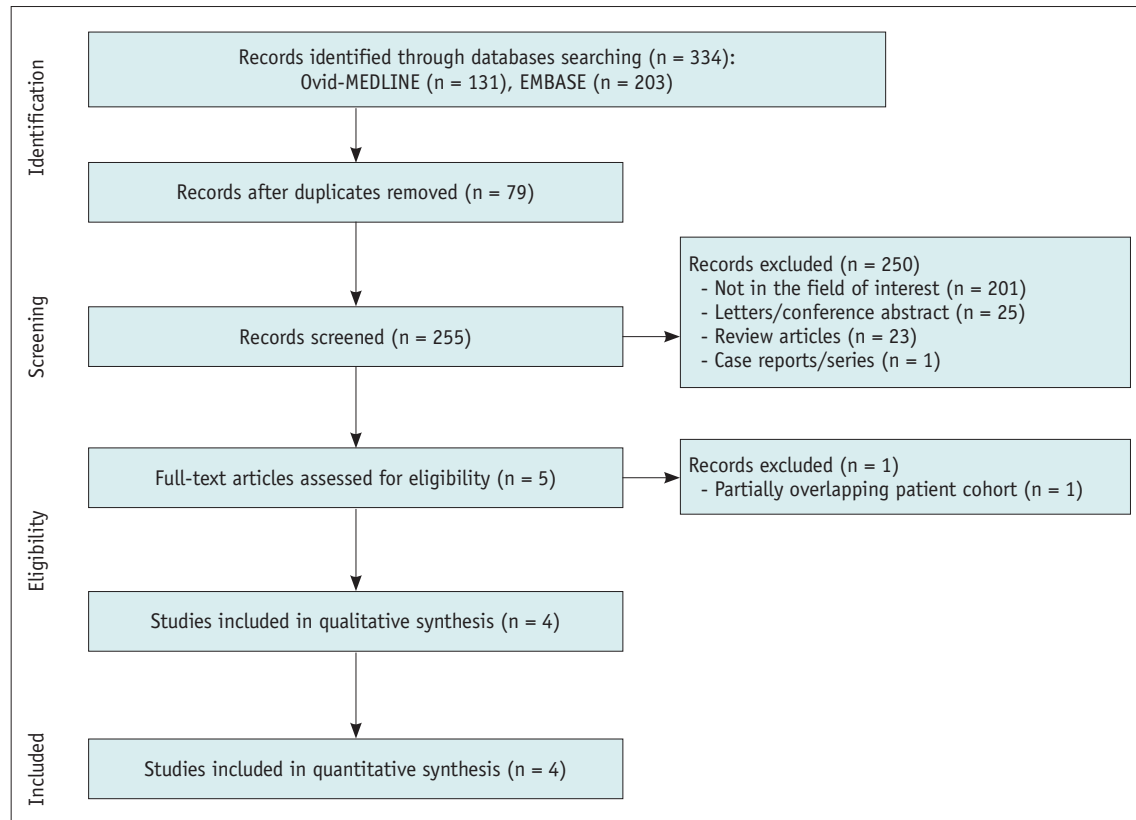 Identification
Records identified through databases searching (n = 334):
Ovid-MEDLINE (n = 131), EMBASE (n = 203)
Records after duplicates removed (n = 79)
Screening
Records screened (n = 255)
Records excluded (n = 250)
- Not in the field of interest (n = 201)
- Letters/conference abstract (n = 25)
- Review articles (n = 23)
- Case reports/series (n = 1)
Eligibility
Full-text articles assessed for eligibility (n = 5)
Records excluded (n = 1)
- Partially overlapping patient cohort (n = 1)
Studies included in qualitative synthesis (n = 4)
Included
Studies included in quantitative synthesis (n = 4)